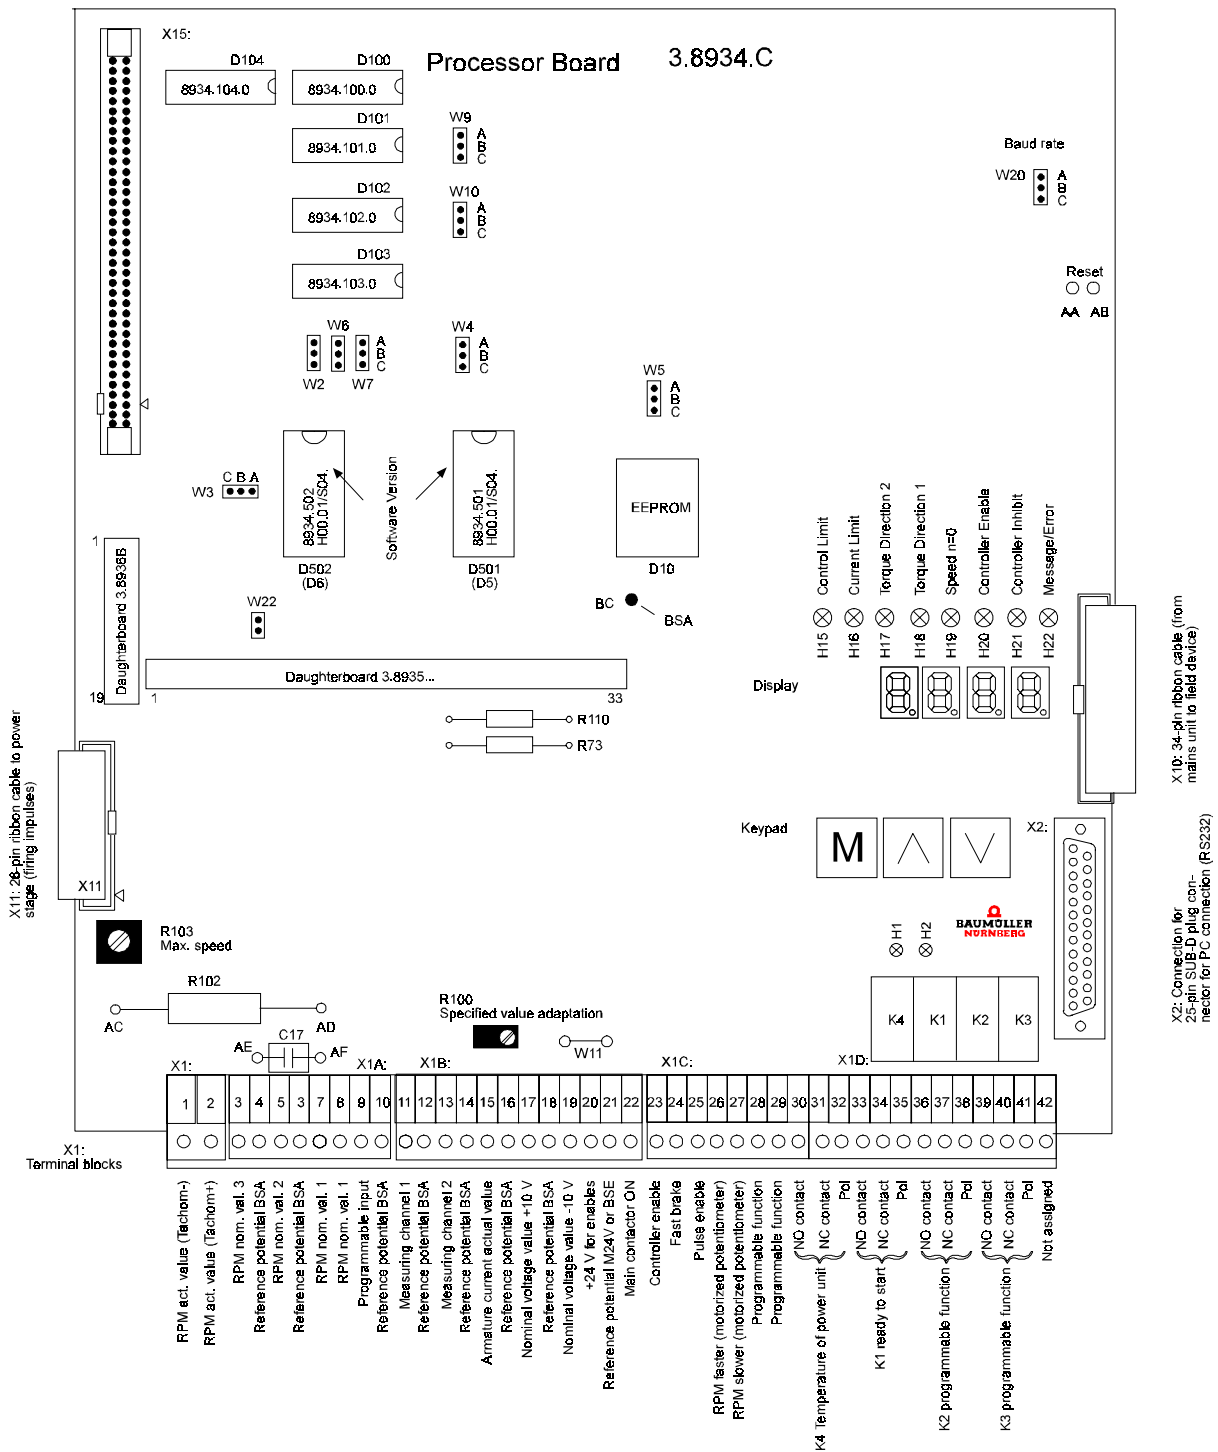 X15:
Processor Board 3.8934.C
D104
8934.104.0
D100
8934.100.0
D101
8934.101.0
D102
8934.102.0
D103
8934.103.0
W9
A
B
C
W10
A
B
C
Baud rate
W20
A
B
C
Reset
AA AB
W6
W2 W7
A
B
C
W4
A
B
C
W5
A
B
C
C B A
W3
8934.502
H00.01/S04.
D502
(D6)
Software Version
8934.501
H00.01/S04.
D501
(D5)
EEPROM
D10
BC
BSA
W22
1
Daughterboard 3.8936B
19
Daughterboard 3.8935...
1
33
R110
R73
Control Limit
Current Limit
Torque Direction 2
Torque Direction 1
Speed n=0
Controller Enable
Controller Inhibit
Message/Error
H15
H16
H17
H18
H19
H20
H21
H22
Display
X10: 34-pin ribbon cable (from
mains unit to field device)
X11: 26-pin ribbon cable to power
stage (firing impulses)
X11
Keypad
M
X2:
X2: Connection for
25-pin SUB-D plug con-
nector for PC connection (RS232)
H1
H2
BAUMÜLLER
NÜRNBERG
R103
Max. speed
R102
AC
AD
C17
AE
AF
R100
Specified value adaptation
W11
K4
K1
K2
K3
X1:
X1A:
X1B:
X1C:
X1D:
1 2 3 4 5 3 7 8 9 10 11 12 13 14 15 16 17 18 19 20 21 22 23 24 25 26 27 28 29 30 31 32 33 34 35 36 37 38 39 40 41 42
X1:
Terminal blocks
RPM act. value (Tachom-)
RPM act. value (Tachom+)
RPM nom. val. 3
Reference potential BSA
RPM nom. val. 2
Reference potential BSA
RPM nom. val. 1
RPM nom. val. 1
Programmable input
Reference potential BSA
Measuring channel 1
Reference potential BSA
Measuring channel 2
Reference potential BSA
Armature current actual value
Reference potential BSA
Nominal voltage value +10 V
Reference potential BSA
Nominal voltage value -10 V
+24 V for enables
Reference potential M24V or BSE
Main contactor ON
Controller enable
Fast brake
Pulse enable
RPM faster (motorized potentiometer)
RPM slower (motorized potentiometer)
Programmable function
Programmable function
NO contact
NC contact
Pol
K4 Temperature of power unit
NO contact
NC contact
Pol
K1 ready to start
NO contact
NC contact
Pol
K2 programmable function
NO contact
NC contact
Pol
K3 programmable function
Not assigned